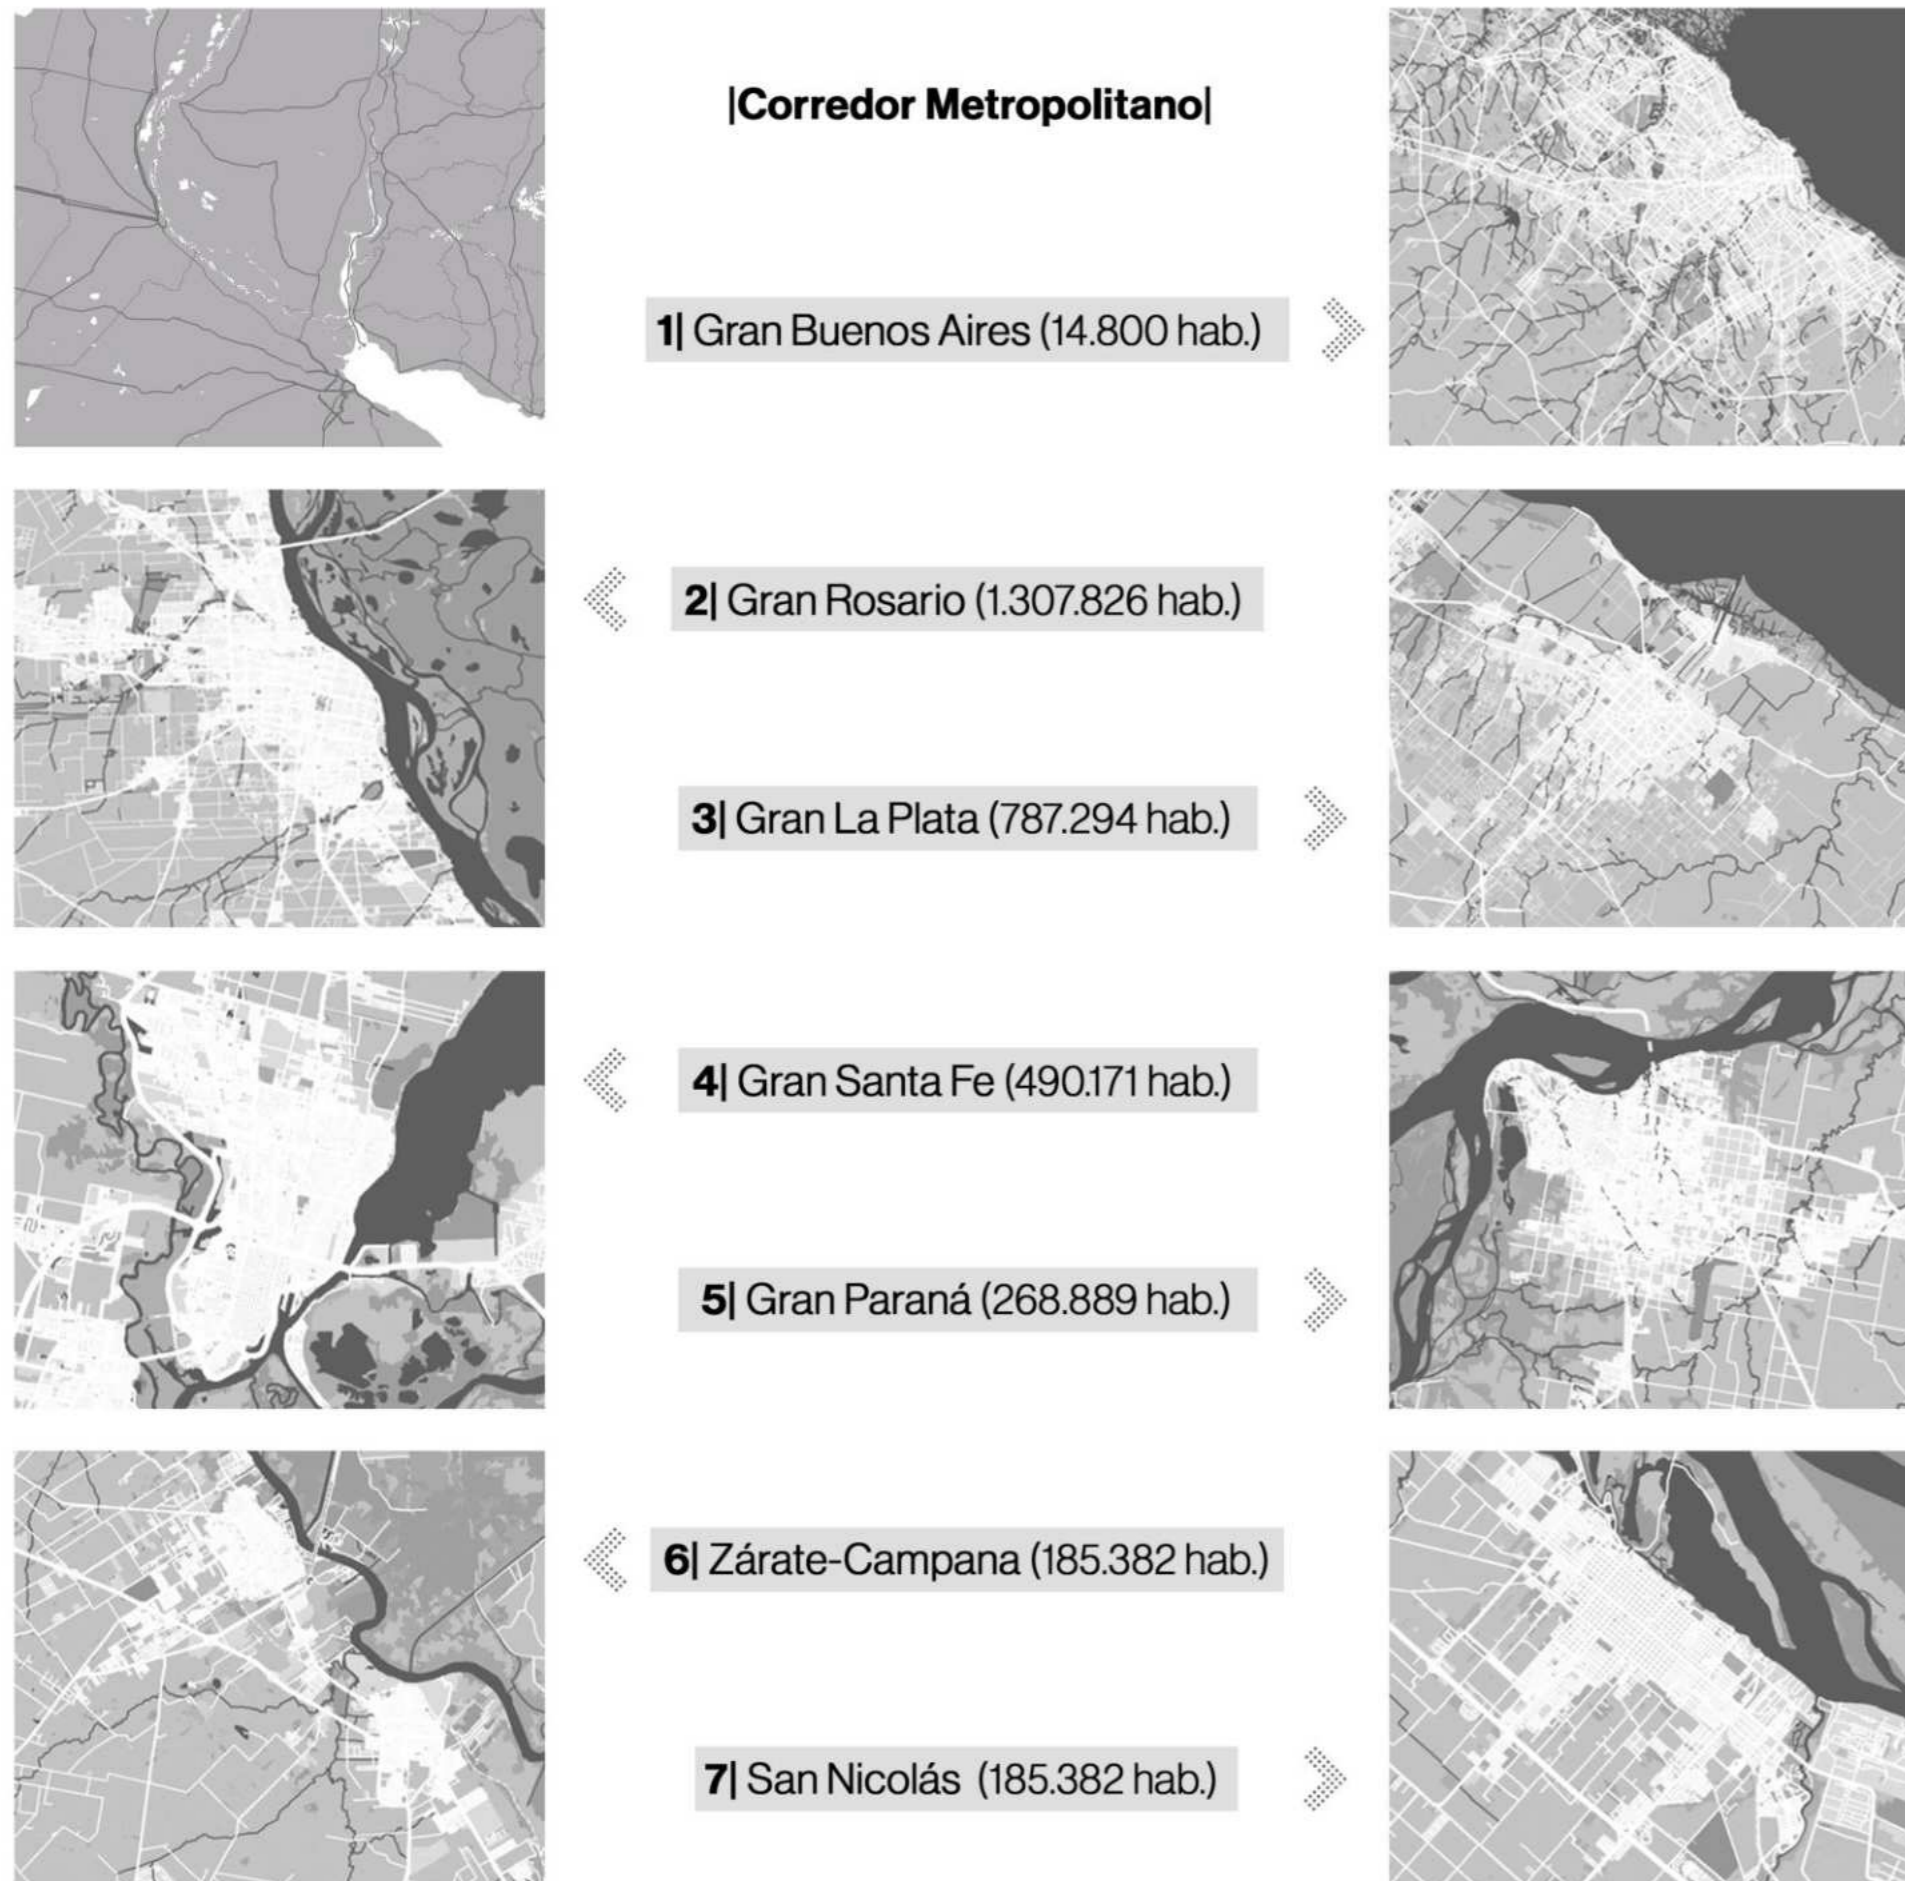 |Corredor Metropolitano|
1| Gran Buenos Aires (14.800 hab.)
2| Gran Rosario (1.307.826 hab.)
3| Gran La Plata (787.294 hab.)
4| Gran Santa Fe (490.171 hab.)
5| Gran Paraná (268.889 hab.)
6| Zárate-Campana (185.382 hab.)
7| San Nicolás (185.382 hab.)